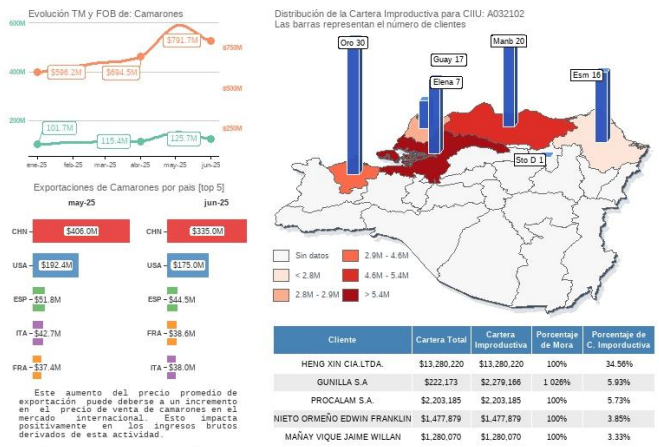 Evolución TM y FOB de: Camarones
600M
400M
200M
$750M
$500M
$250M
$596.2M
$694.5M
$791.7M
101.7M
115.4M
125.7M
ene-25 feb-25 mar-25 abr-25 may-25 jun-25
Exportaciones de Camarones por pais [top 5]
may-25 jun-25
CHN $406.0M CHN $335.0M
USA $192.4M USA $175.0M
ESP $51.8M ESP $44.5M
ITA $42.7M FRA $38.6M
FRA $37.4M ITA $38.0M
Este aumento del precio promedio de
exportación puede deberse a un incremento
en el precio de venta de camarones en el
mercado internacional. Esto impacta
positivamente en los ingresos brutos
derivados de esta actividad.
Distribución de la Cartera Improductiva para CIIU: A032102
Las barras representan el número de clientes
Oro 30
Manb 20
Guay 17
Elena 7
Esm 16
Sto D 1
Sin datos 2.9M - 4.6M
< 2.8M 4.6M - 5.4M
2.8M - 2.9M > 5.4M
Cliente Cartera Total Cartera Improductiva Porcentaje de Mora Porcentaje de C. Imporductiva
HENG XIN CIA.LTDA. $13,280,220 $13,280,220 100% 34.56%
GUNILLA S.A $222,173 $2,279,166 1 026% 5.93%
PROCALAM S.A. $2,203,185 $2,203,185 100% 5.73%
NIETO ORMEÑO EDWIN FRANKLIN $1,477,879 $1,477,879 100% 3.85%
MAÑAY VIQUE JAIME WILLAN $1,280,070 $1,280,070 100% 3.33%